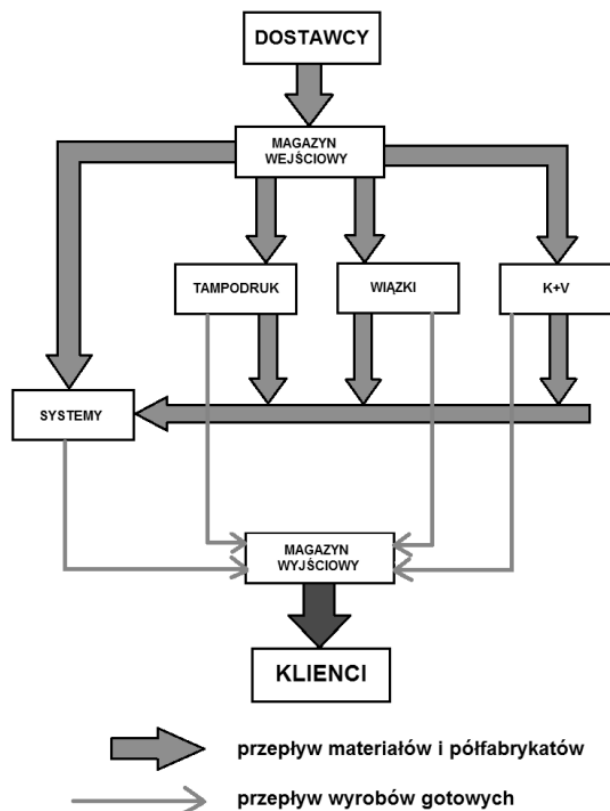 DOSTAWCY
MAGAZYN
WEJŚCIOWY
TAMPODRUK
WIĄZKI
K+V
SYSTEMY
MAGAZYN
WYJŚCIOWY
KLIENCI
przepływ materiałów i półfabrykatów
przepływ wyrobów gotowych